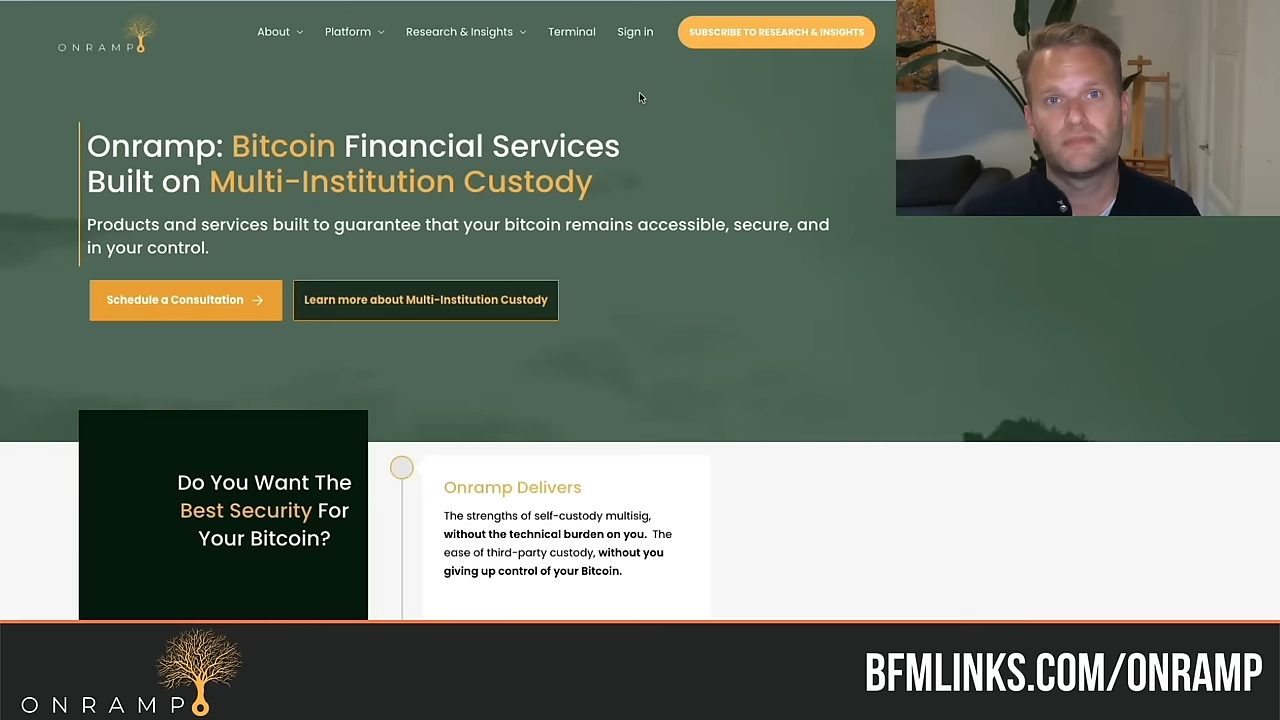 ONRAMP
About
Platform
Research & Insights
Terminal
Sign in
SUBSCRIBE TO RESEARCH & INSIGHTS
Onramp: Bitcoin Financial Services
Built on Multi-Institution Custody
Products and services built to guarantee that your bitcoin remains accessible, secure, and
in your control.
Schedule a Consultation
Learn more about Multi-Institution Custody
Do You Want The
Best Security For
Your Bitcoin?
Onramp Delivers
The strengths of self-custody multisig,
without the technical burden on you. The
ease of third-party custody, without you
giving up control of your Bitcoin.
ONRAMP
BFMLINKS.COM/ONRAMP